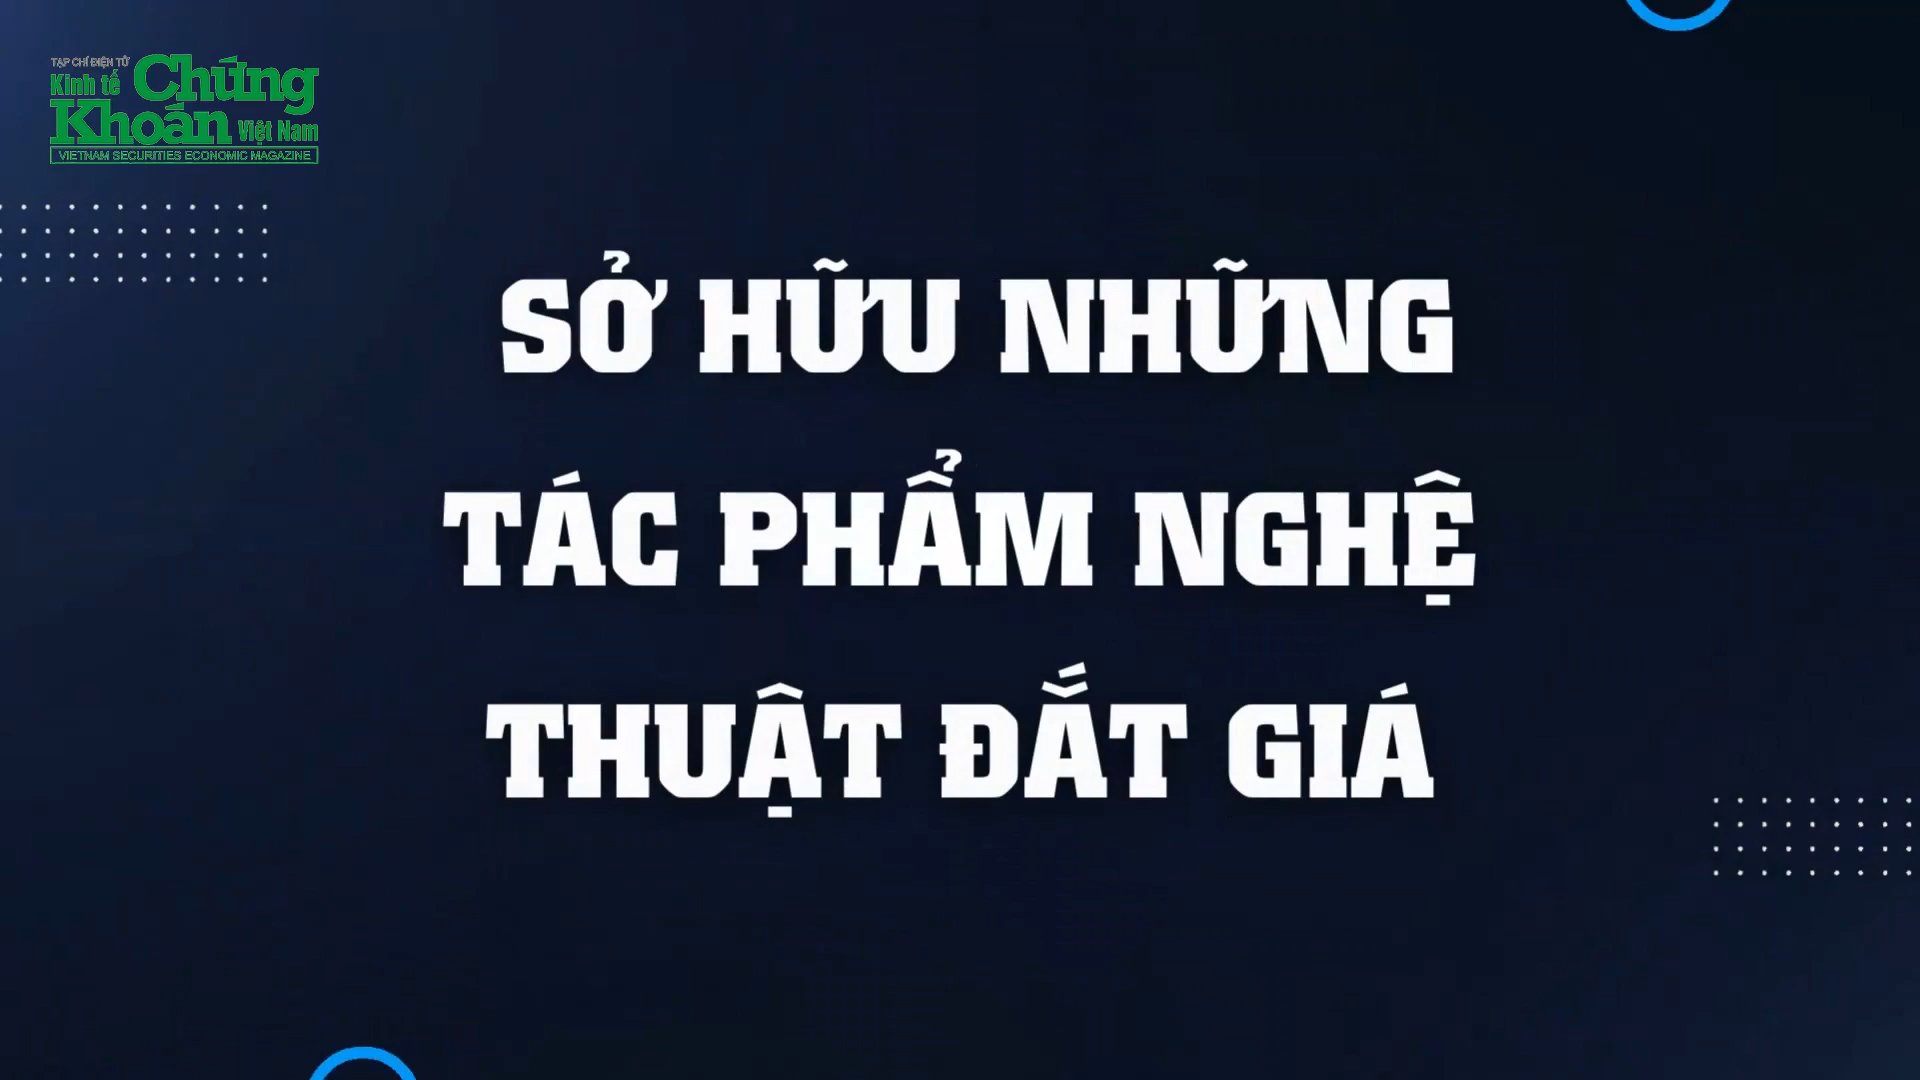 TẠP CHÍ ĐIỆN TỬ
Kinh tế Chứng
Khoán Việt Nam
VIETNAM SECURITIES ECONOMIC MAGAZINE
SỞ HỮU NHỮNG
TÁC PHẨM NGHỆ
THUẬT ĐẮT GIÁ